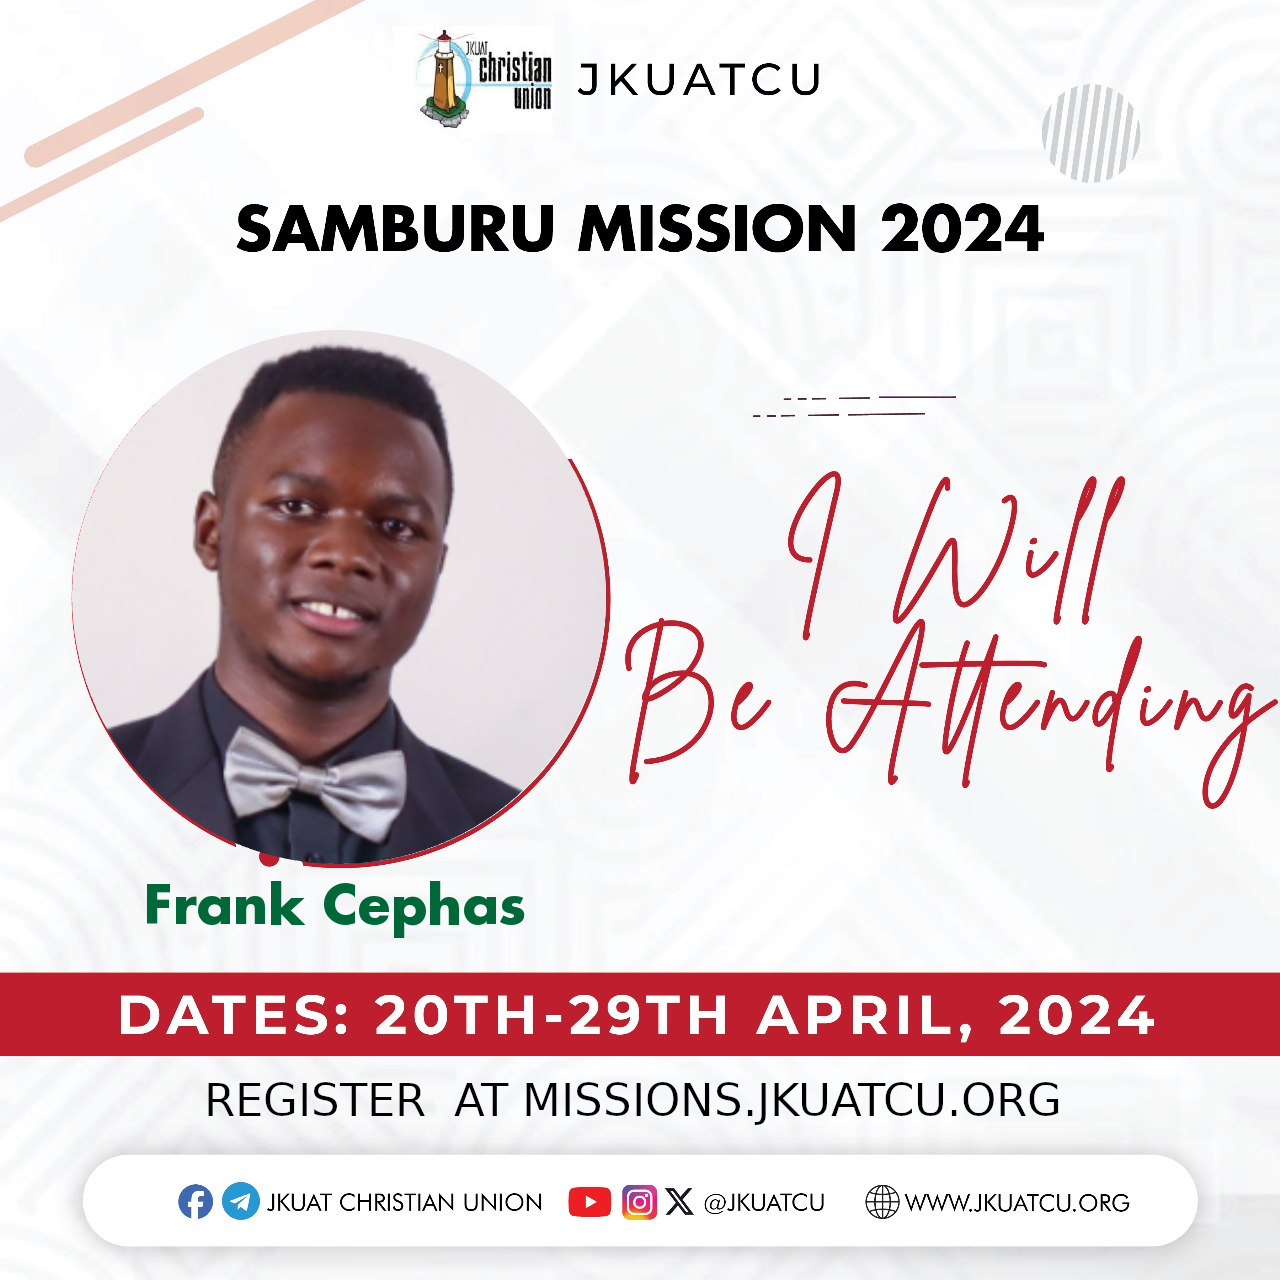 JKUAT
christian
union
JKUATCU
SAMBURU MISSION 2024
I Will
Be Attending
Frank Cephas
DATES: 20TH-29TH APRIL, 2024
REGISTER AT MISSIONS.JKUATCU.ORG
JKUAT CHRISTIAN UNION @JKUATCU WWW.JKUATCU.ORG